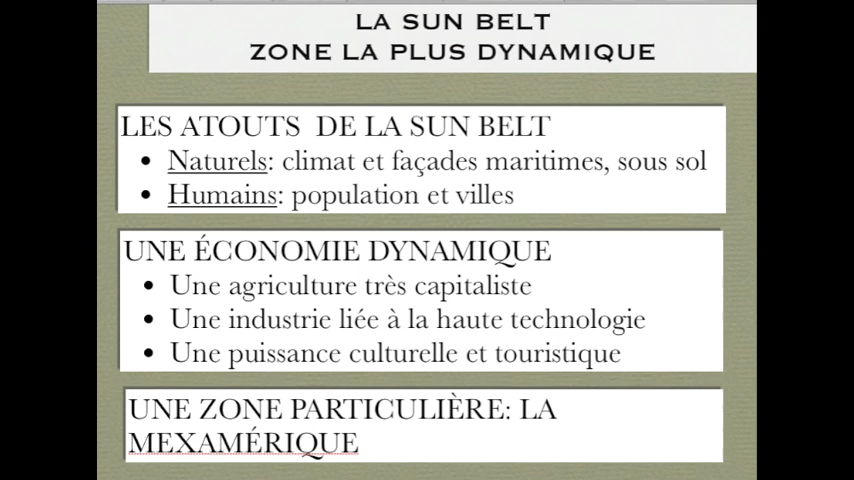 LA SUN BELT
ZONE LA PLUS DYNAMIQUE
LES ATOUTS DE LA SUN BELT
• Naturels: climat et façades maritimes, sous sol
• Humains: population et villes
UNE ÉCONOMIE DYNAMIQUE
• Une agriculture très capitaliste
• Une industrie liée à la haute technologie
• Une puissance culturelle et touristique
UNE ZONE PARTICULIÈRE: LA
MEXAMÉRIQUE